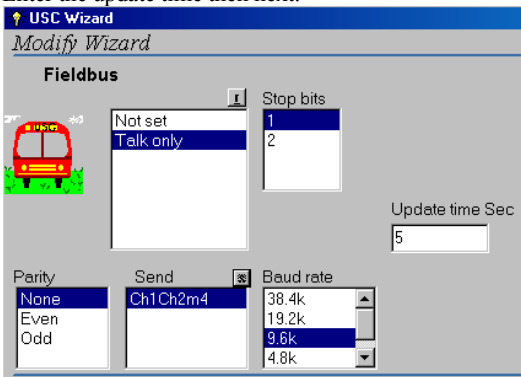 Enter the update time then next.
USC Wizard
Modify Wizard
Fieldbus
Stop bits
Not set
Talk only
1
2
USC
Update time Sec
5
Parity
None
Even
Odd
Send
Ch1Ch2m4
Baud rate
38.4k
19.2k
9.6k
4.8k